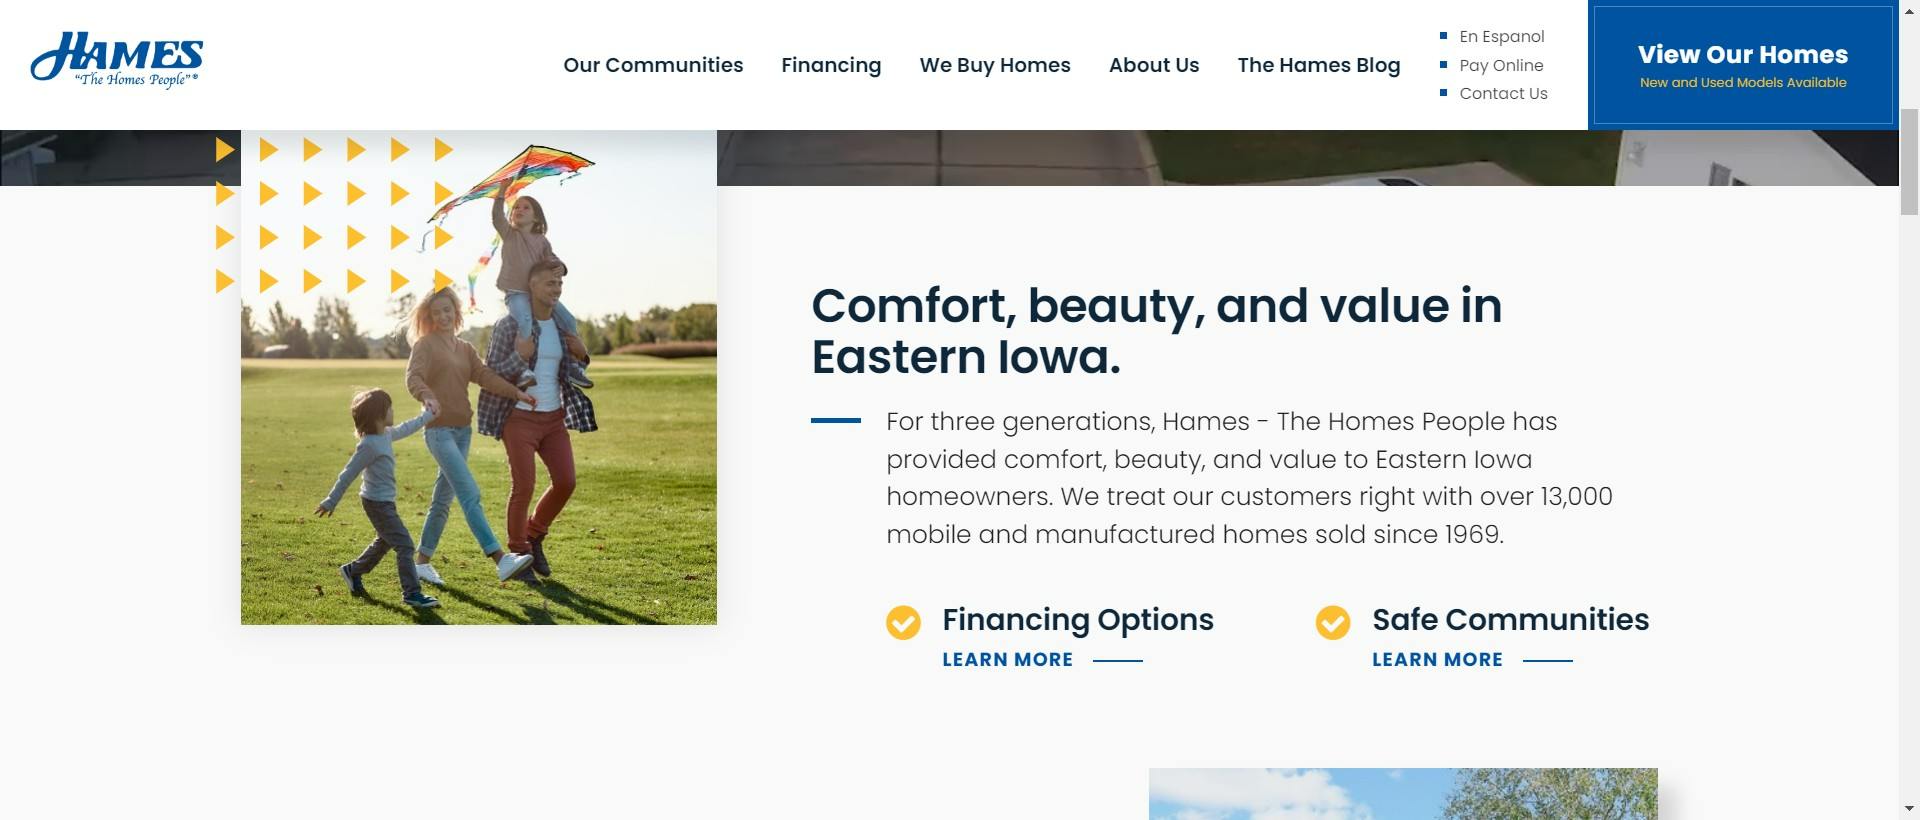 HAMES
"The Homes People"®
Our Communities
Financing
We Buy Homes
About Us
The Hames Blog
En Espanol
Pay Online
Contact Us
View Our Homes
New and Used Models Available
Comfort, beauty, and value in
Eastern Iowa.
For three generations, Hames - The Homes People has
provided comfort, beauty, and value to Eastern Iowa
homeowners. We treat our customers right with over 13,000
mobile and manufactured homes sold since 1969.
Financing Options
LEARN MORE
Safe Communities
LEARN MORE